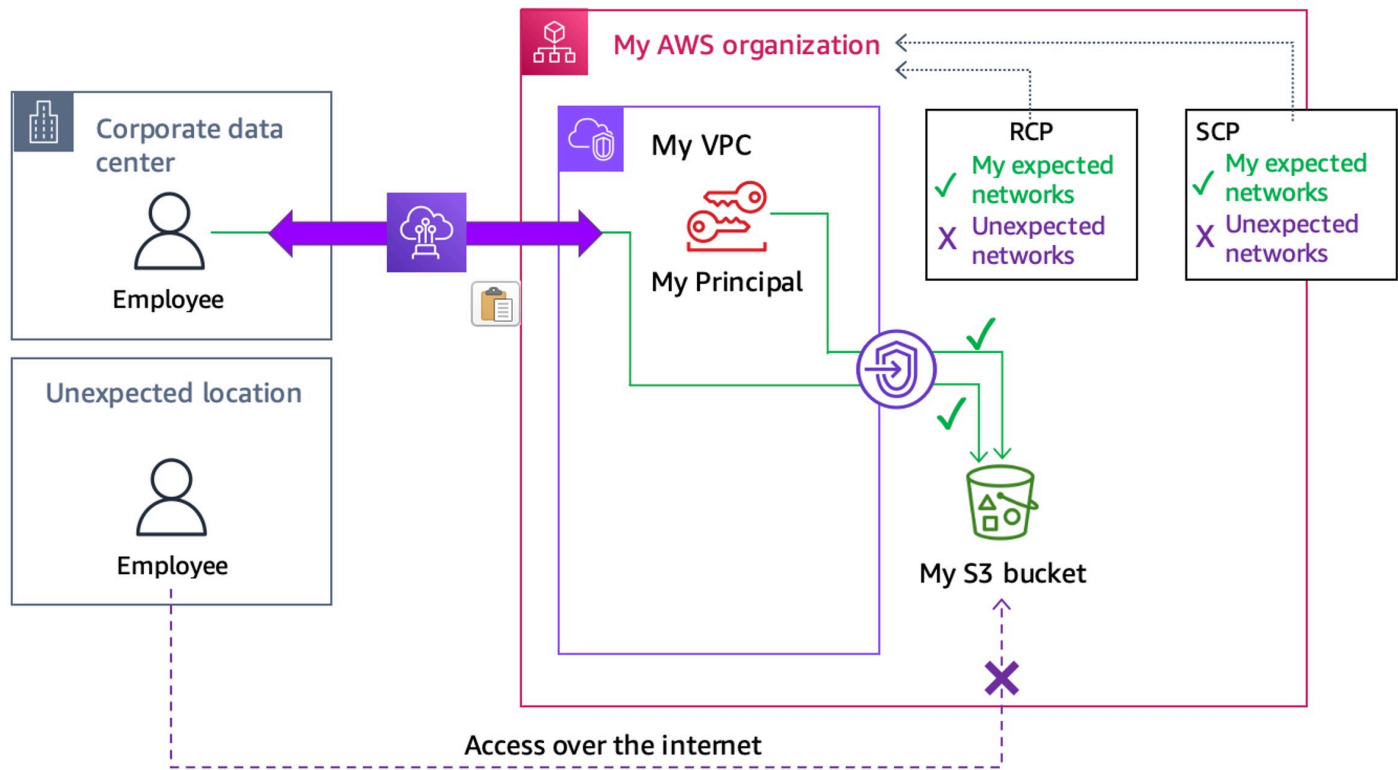 My AWS organization
Corporate data
center
Employee
My VPC
My Principal
RCP
My expected
networks
Unexpected
networks
SCP
My expected
networks
Unexpected
networks
Unexpected location
Employee
My S3 bucket
Access over the internet